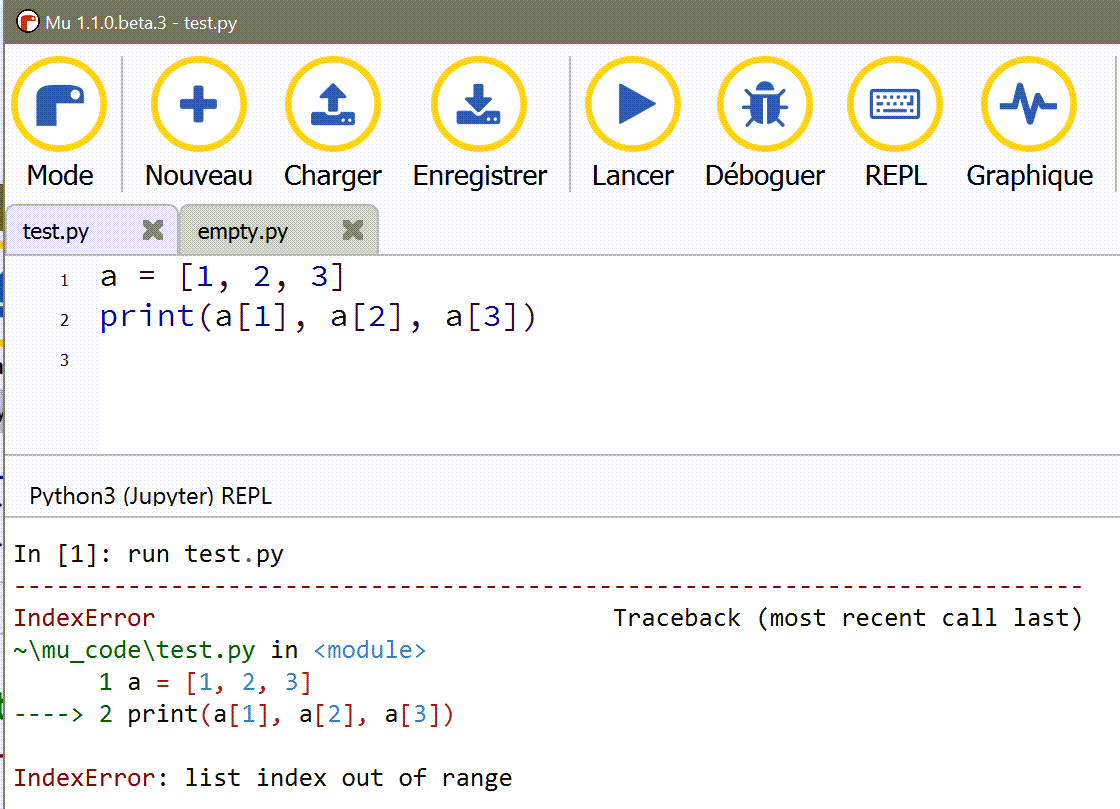 Mu 1.1.0.beta.3 - test.py
Mode Nouveau Charger Enregistrer Lancer Déboguer REPL Graphique
test.py empty.py
1 a = [1, 2, 3]
2 print(a[1], a[2], a[3])
3
Python3 (Jupyter) REPL
In [1]: run test.py
---------------------------------------------------------------------------
IndexError Traceback (most recent call last)
~\mu_code\test.py in <module>
1 a = [1, 2, 3]
----> 2 print(a[1], a[2], a[3])
IndexError: list index out of range